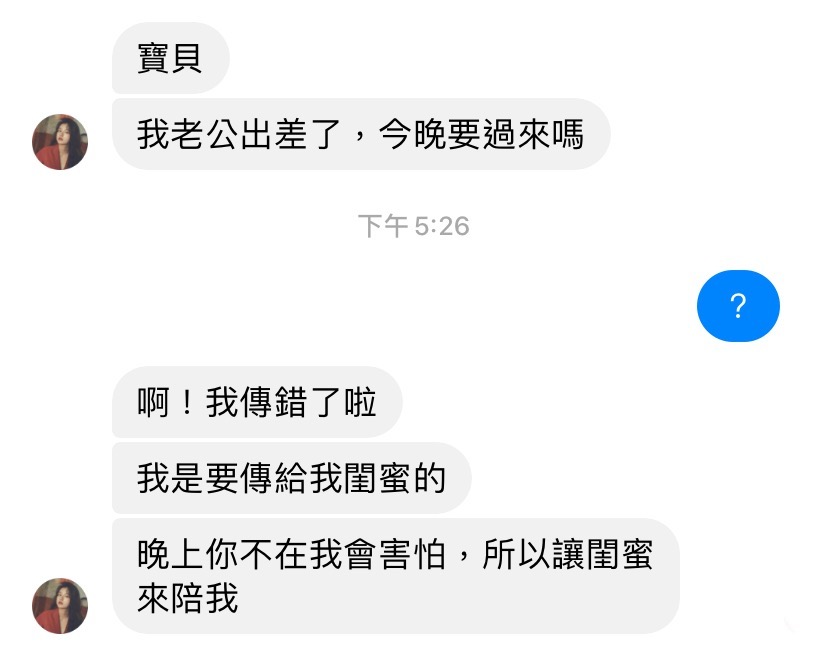 寶貝
我老公出差了，今晚要過來嗎
下午 5:26
？
啊！我傳錯了啦
我是要傳給我閨蜜的
晚上你不在我會害怕，所以讓閨蜜
來陪我